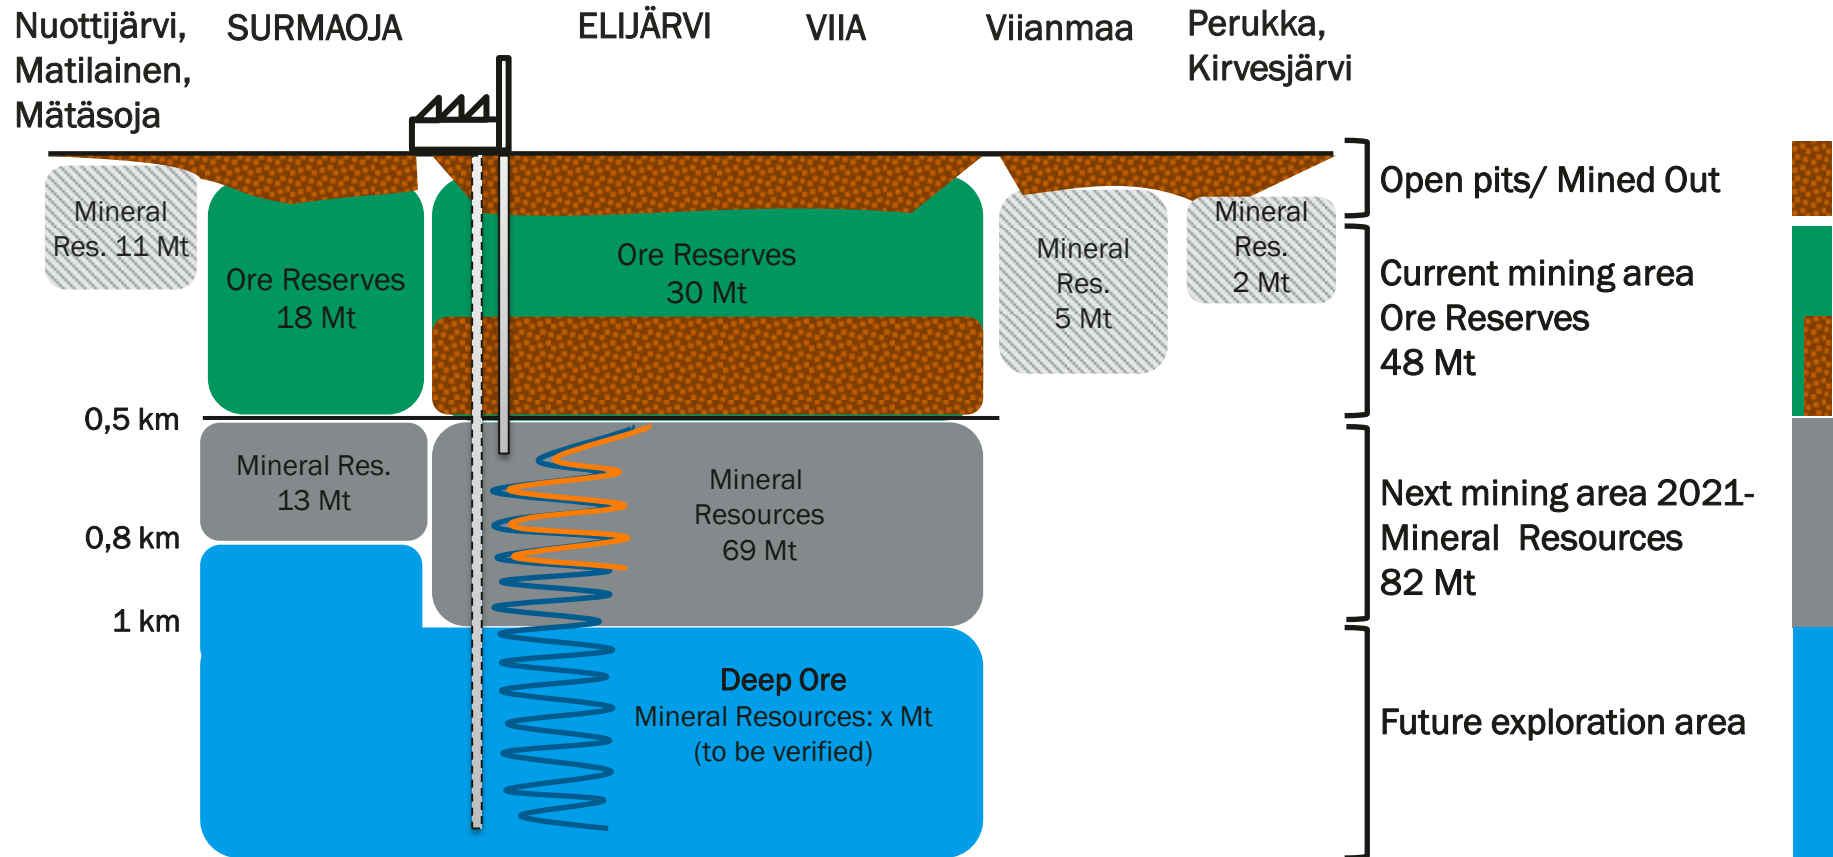 Nuottijärvi,
Matilainen,
Mätäsoja
SURMAOJA
ELIJÄRVI
VIIA
Viianmaa
Perukka,
Kirvesjärvi
Mineral
Res. 11 Mt
Ore Reserves
18 Mt
Ore Reserves
30 Mt
Mineral
Res.
5 Mt
Mineral
Res.
2 Mt
Open pits/ Mined Out
Current mining area
Ore Reserves
48 Mt
0,5 km
Mineral Res.
13 Mt
Mineral
Resources
69 Mt
Next mining area 2021-
Mineral Resources
82 Mt
0,8 km
1 km
Deep Ore
Mineral Resources: x Mt
(to be verified)
Future exploration area